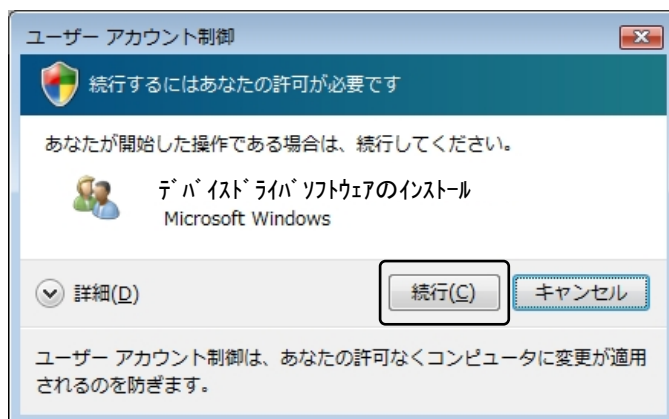 ユーザー アカウント制御
続行するにはあなたの許可が必要です
あなたが開始した操作である場合は、続行してください。
ﾃﾞﾊﾞｲｽﾄﾞﾗｲﾊﾞｿﾌﾄｳｪｱのｲﾝｽﾄｰﾙ
Microsoft Windows
詳細(D) 続行(C) キャンセル
ユーザー アカウント制御は、あなたの許可なくコンピュータに変更が適用
されるのを防ぎます。